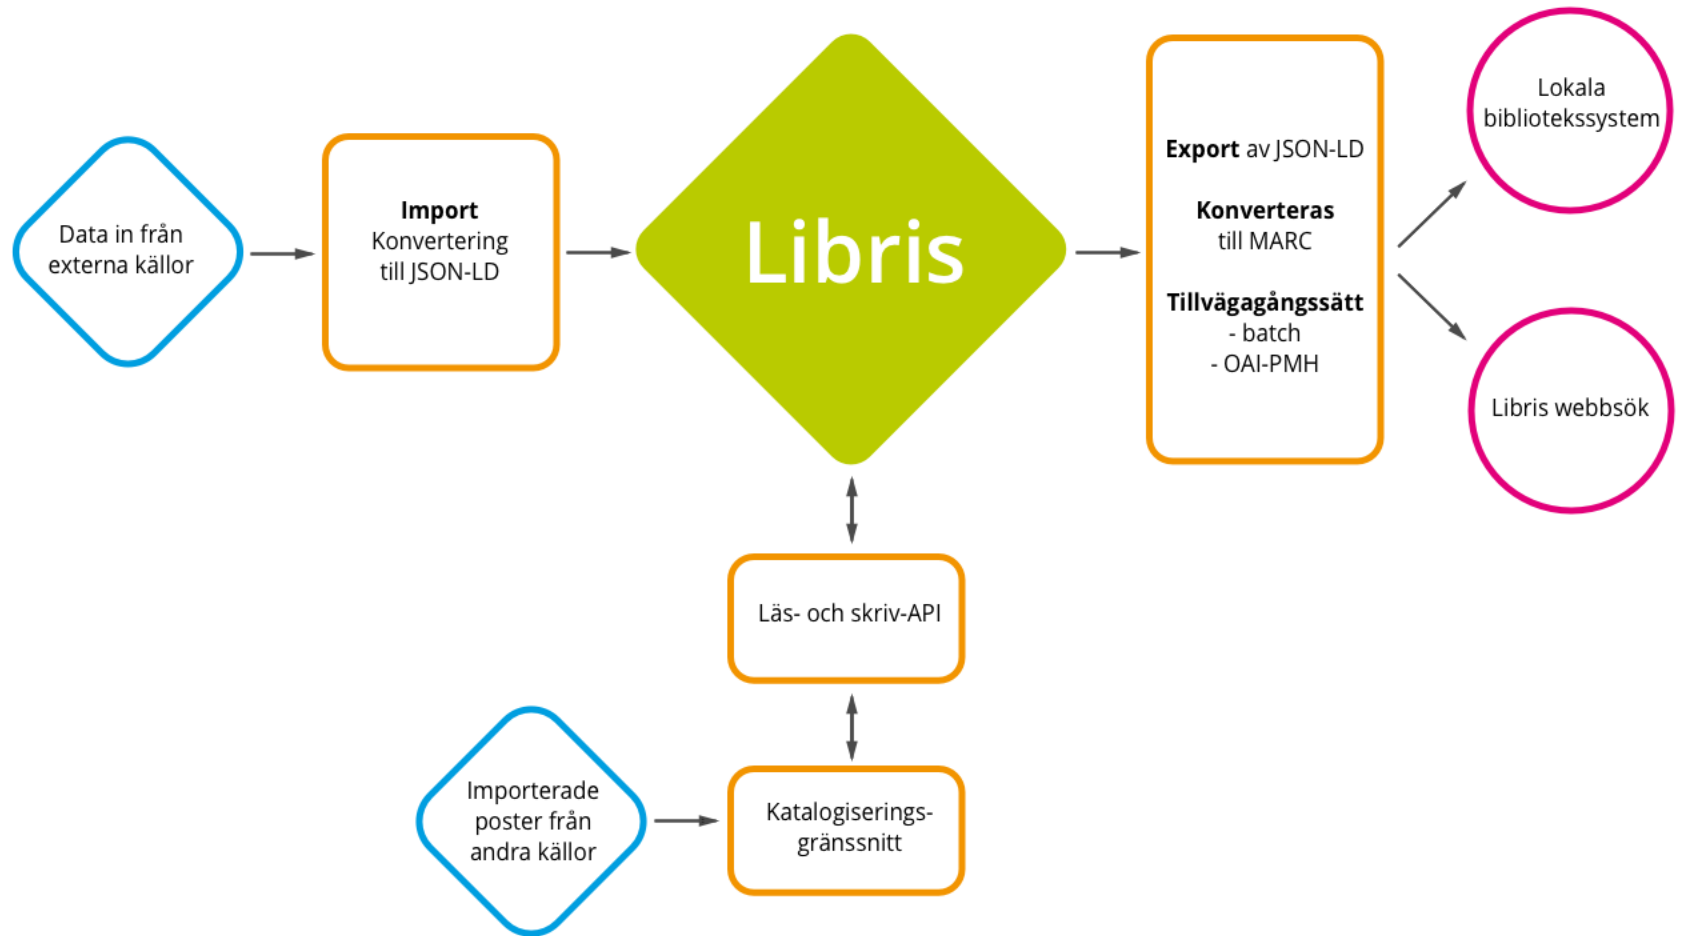 Data in från
externa källor
Import
Konvertering
till JSON-LD
Libris
Export av JSON-LD
Konverteras
till MARC
Tillvägagångssätt
- batch
- OAI-PMH
Lokala
bibliotekssystem
Libris webbsök
Läs- och skriv-API
Importerade
poster från
andra källor
Katalogiserings-
gränssnitt